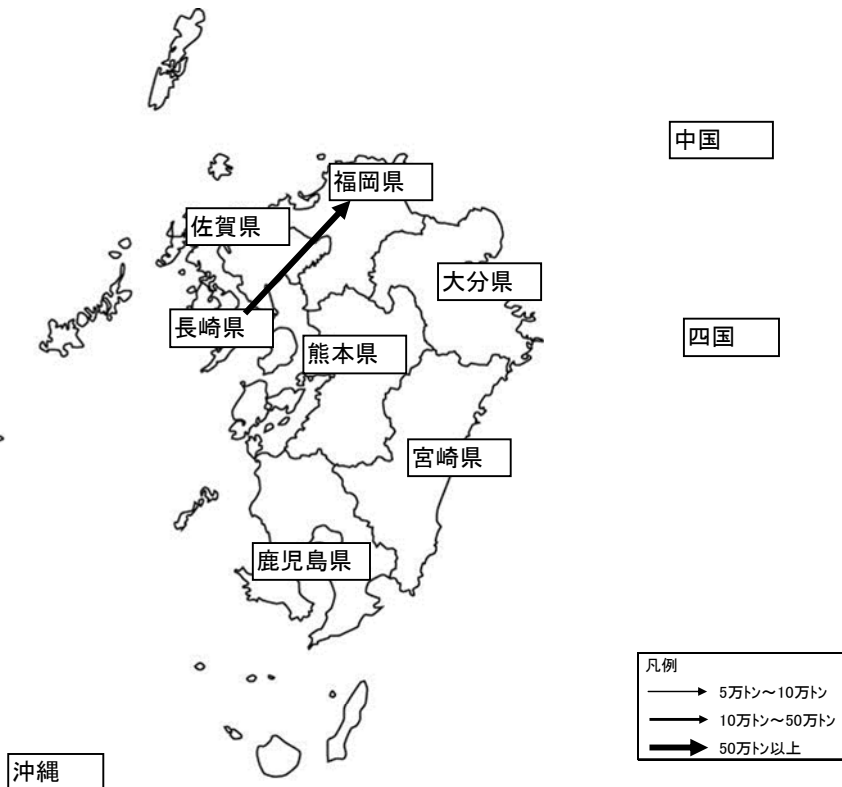 中国
福岡県
佐賀県
大分県
長崎県
四国
熊本県
宮崎県
鹿児島県
凡例
5万トン～10万トン
10万トン～50万トン
50万トン以上
沖縄